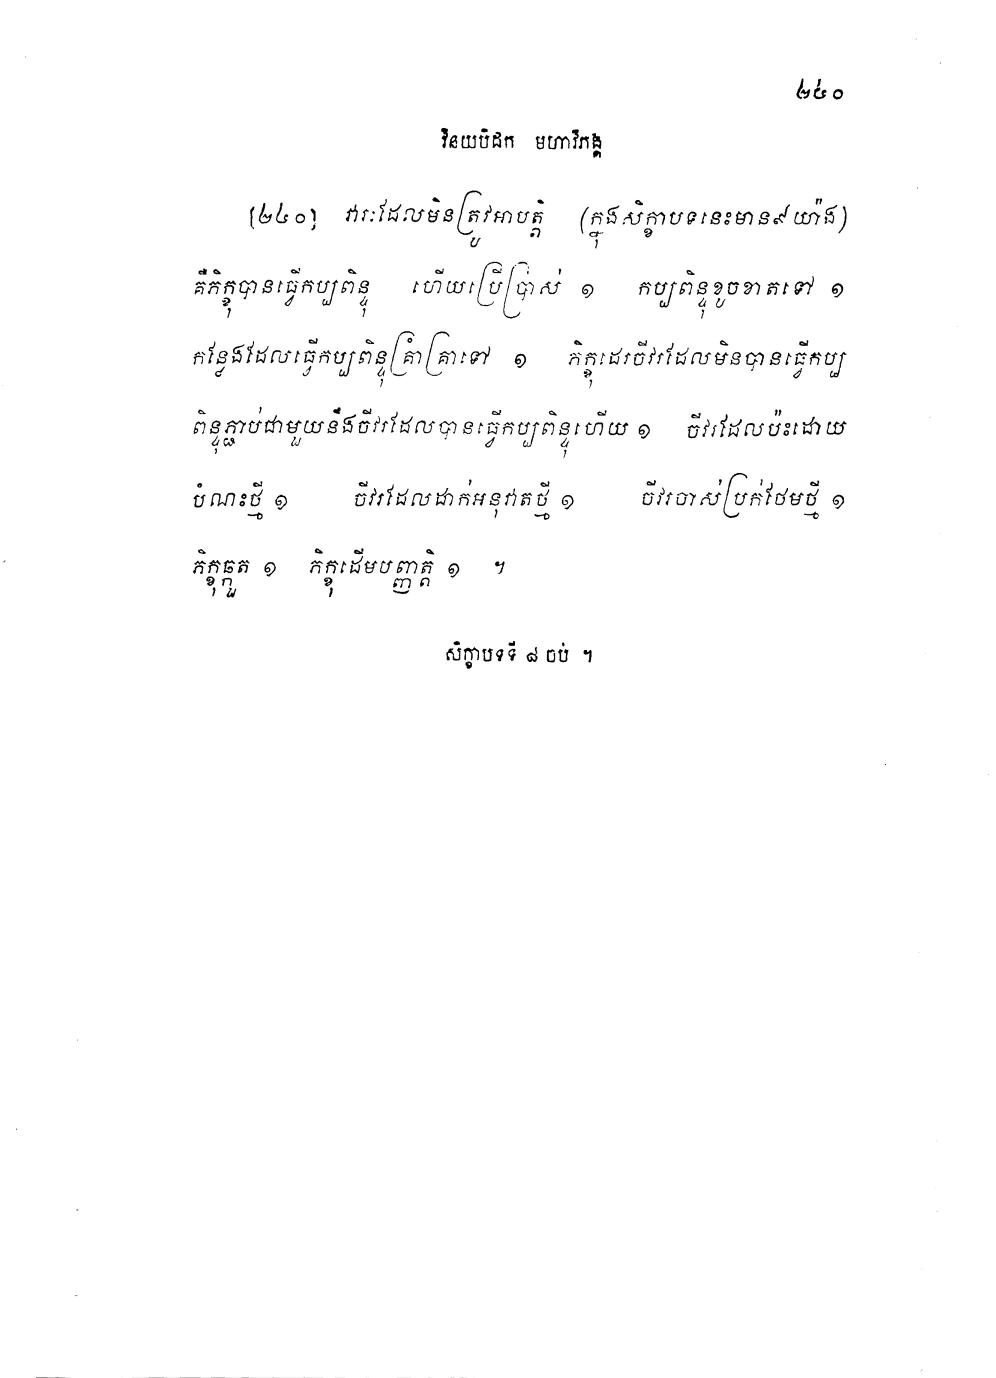 ២៤០
វិនយបិដក មហាវិភង្គ
[២៤០] វារៈដែលមិនត្រូវអាបត្តិ (ក្នុងសិក្ខាបទនេះមាន៩យ៉ាង)
គឺភិក្ខុបានធ្វើកប្បពិន្ទុ ហើយប្រើប្រាស់ ១ កប្បពិន្ទុខូចខាតទៅ ១
កន្លែងដែលធ្វើកប្បពិន្ទុគ្រាំគ្រាទៅ ១ ភិក្ខុដេរចីវរដែលមិនបានធ្វើកប្ប
ពិន្ទុភ្ជាប់ជាមួយនឹងចីវរដែលបានធ្វើកប្បពិន្ទុហើយ ១ ចីវរដែលប៉ះដោយ
បំណះថ្មី ១ ចីវរដែលដាក់អនុវាតថ្មី ១ ចីវរចាស់ប្រក់ថែមថ្មី ១
ភិក្ខុឆ្កួត ១ ភិក្ខុដើមបញ្ញត្តិ ១ ។
សិក្ខាបទទី ៨ ចប់ ។